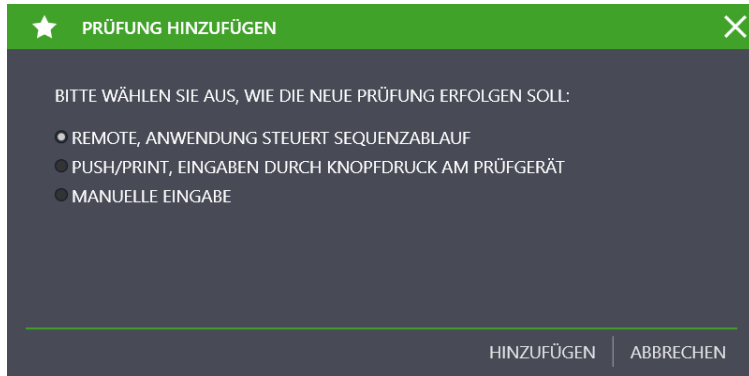 PRÜFUNG HINZUFÜGEN
BITTE WÄHLEN SIE AUS, WIE DIE NEUE PRÜFUNG ERFOLGEN SOLL:
REMOTE, ANWENDUNG STEUERT SEQUENZABLAUF
PUSH/PRINT, EINGABEN DURCH KNOPFDRUCK AM PRÜFGERÄT
MANUELLE EINGABE
HINZUFÜGEN ABBRECHEN